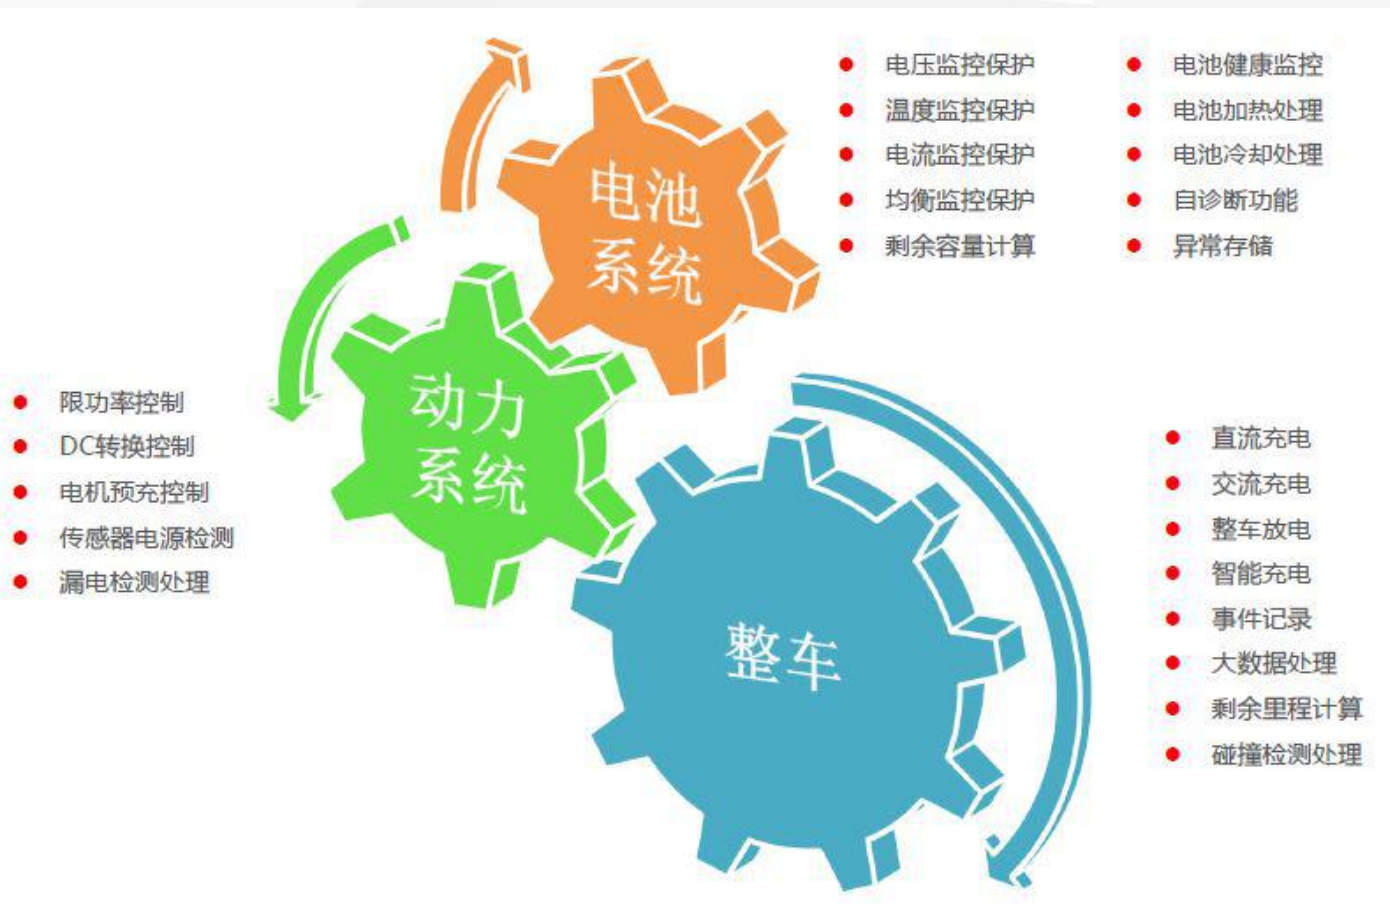 电池
系统
电压监控保护
温度监控保护
电流监控保护
均衡监控保护
剩余容量计算
电池健康监控
电池加热处理
电池冷却处理
自诊断功能
异常存储
动力
系统
限功率控制
DC转换控制
电机预充控制
传感器电源检测
漏电检测处理
整车
直流充电
交流充电
整车放电
智能充电
事件记录
大数据处理
剩余里程计算
碰撞检测处理